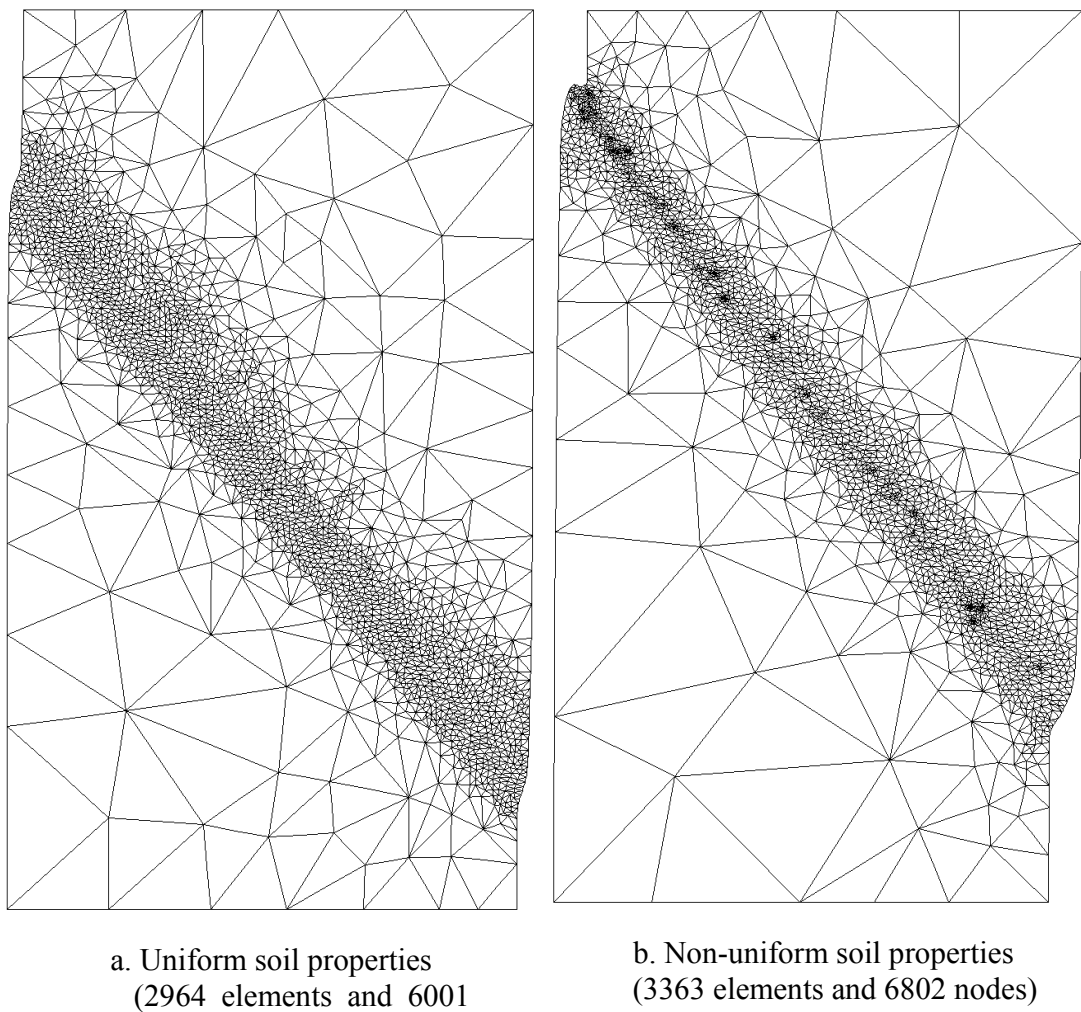 a. Uniform soil properties
(2964 elements and 6001
b. Non-uniform soil properties
(3363 elements and 6802 nodes)